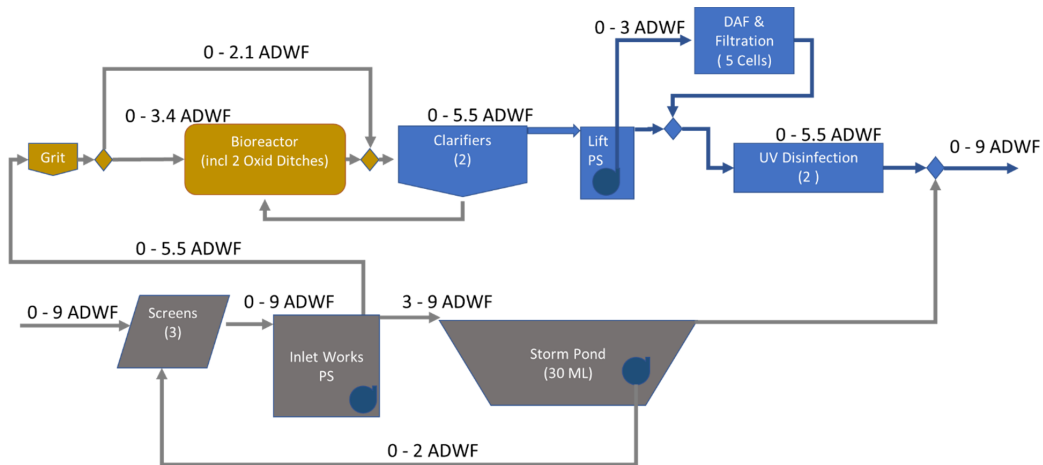 0 - 3 ADWF
DAF &
Filtration
( 5 Cells)
0 - 2.1 ADWF
0 - 3.4 ADWF
0 - 5.5 ADWF
Grit
Bioreactor
(incl 2 Oxid Ditches)
Clarifiers
(2)
Lift
PS
0 - 5.5 ADWF
UV Disinfection
(2 )
0 - 9 ADWF
0 - 5.5 ADWF
0 - 9 ADWF
Screens
(3)
0 - 9 ADWF
3 - 9 ADWF
Inlet Works
PS
Storm Pond
(30 ML)
0 - 2 ADWF